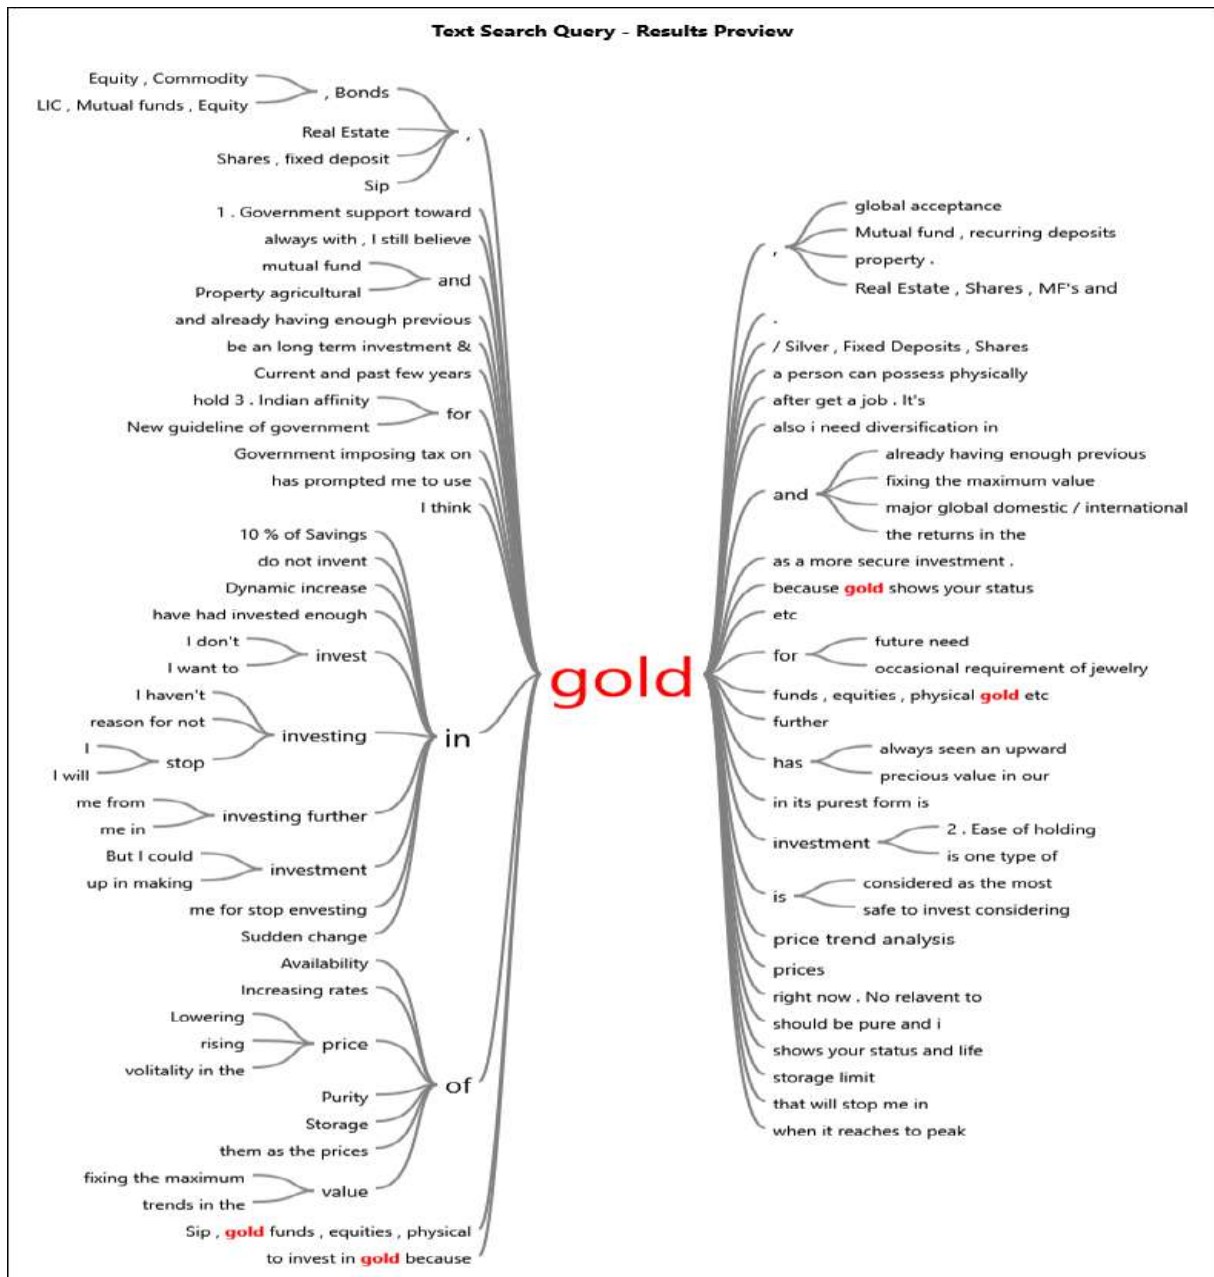 Text Search Query - Results Preview
Equity , Commodity
LIC , Mutual funds , Equity
, Bonds
Real Estate
Shares , fixed deposit
Sip
,
1 . Government support toward
always with , I still believe
mutual fund
Property agricultural
and
and already having enough previous
be an long term investment &
Current and past few years
hold 3 . Indian affinity
New guideline of government
for
Government imposing tax on
has prompted me to use
I think
10 % of Savings
do not invent
Dynamic increase
have had invested enough
I don't
I want to
invest
I haven't
reason for not
I
I will
stop
investing
in
me from
me in
investing further
But I could
up in making
investment
me for stop envesting
Sudden change
Availability
Increasing rates
Lowering
rising
volitality in the
price
of
Purity
Storage
them as the prices
fixing the maximum
trends in the
value
Sip , gold funds , equities , physical
to invest in gold because
gold
,
global acceptance
Mutual fund , recurring deposits
property .
Real Estate , Shares , MF's and
.
/ Silver , Fixed Deposits , Shares
a person can possess physically
after get a job . It's
also i need diversification in
and
already having enough previous
fixing the maximum value
major global domestic / international
the returns in the
as a more secure investment .
because gold shows your status
etc
for
future need
occasional requirement of jewelry
funds , equities , physical gold etc
further
has
always seen an upward
precious value in our
in its purest form is
investment
2 . Ease of holding
is one type of
is
considered as the most
safe to invest considering
price trend analysis
prices
right now . No relavent to
should be pure and i
shows your status and life
storage limit
that will stop me in
when it reaches to peak